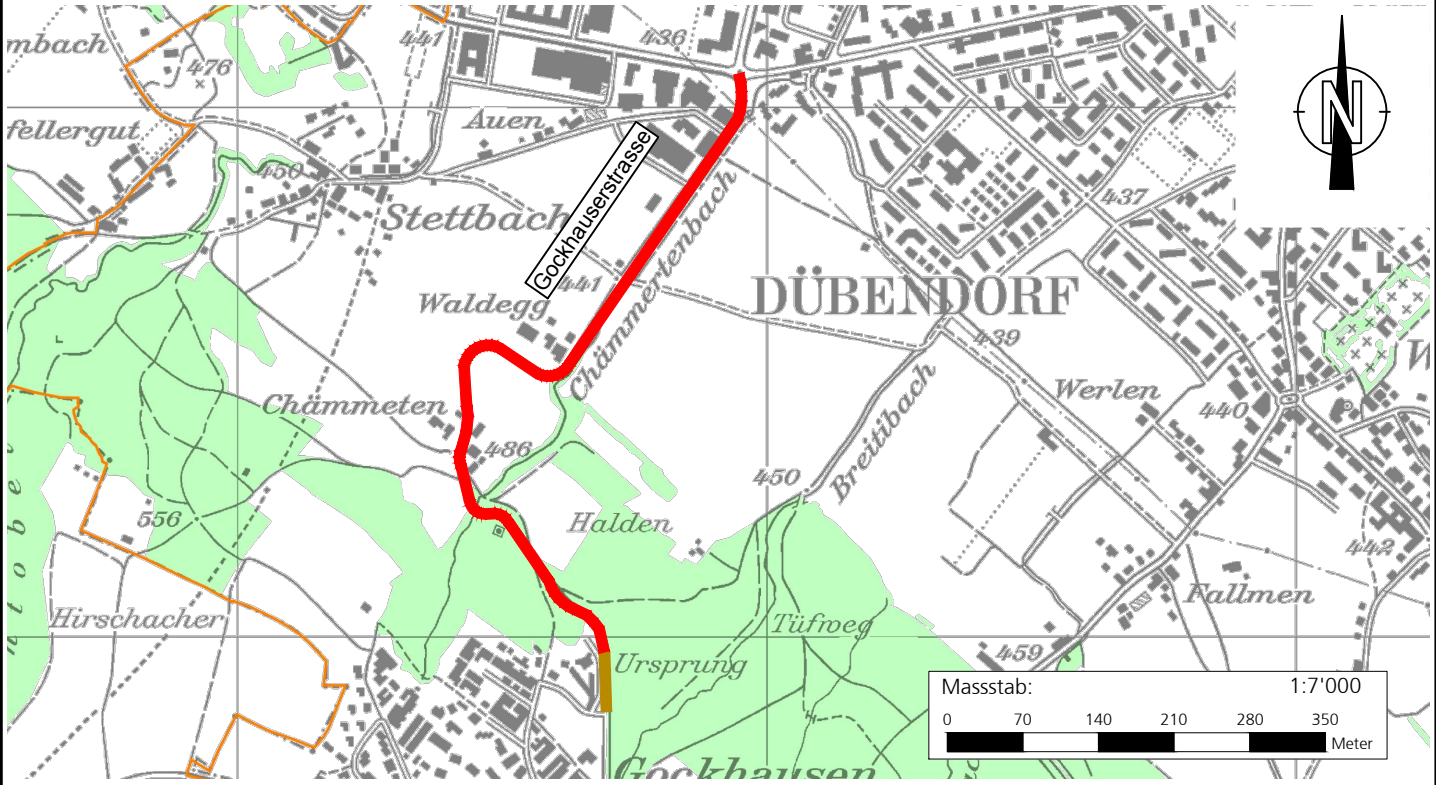 mbach
476
441
436
N
fellergut
Auen
450
Stettbach
Gockhauserstrasse
437
441
Waldegg
Chämmertenbach
DÜBENDORF
439
W
Chämmeten
Werlen
440
486
450
Breitibach
556
Halden
442
Hirschacher
Tüfweg
Fallmen
459
Ursprung
Gockhausen
Massstab: 1:7'000
0 70 140 210 280 350
Meter